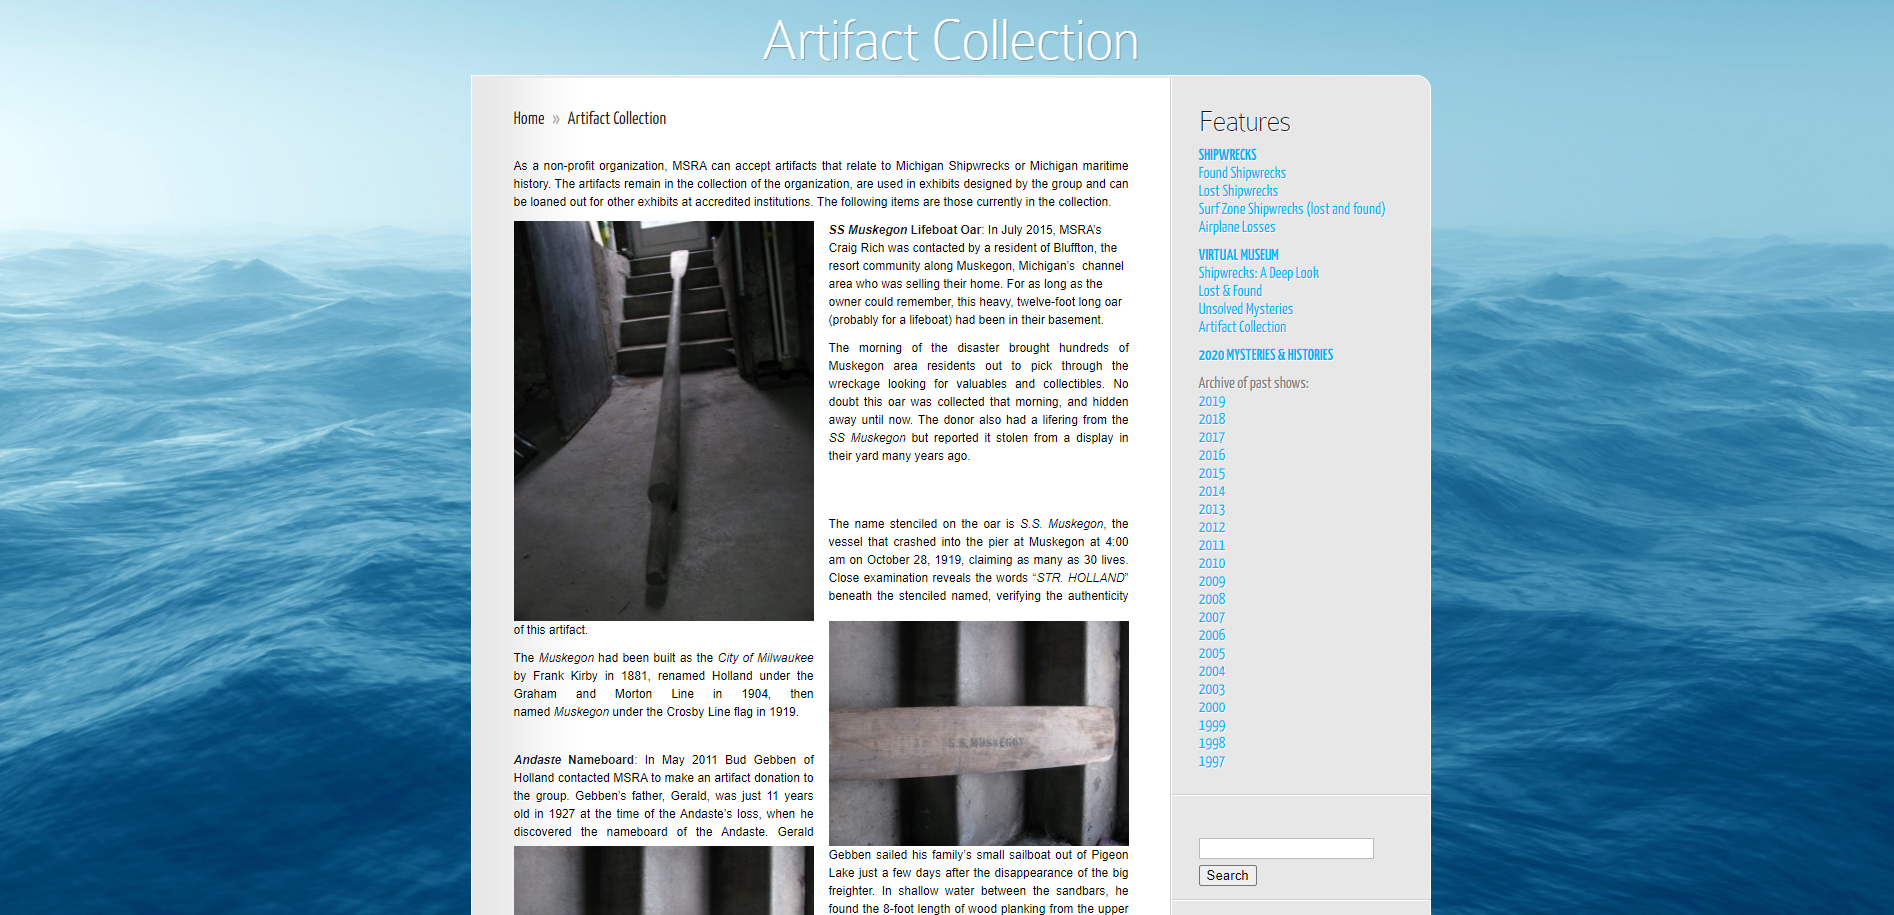 Artifact Collection
Home » Artifact Collection
As a non-profit organization, MSRA can accept artifacts that relate to Michigan Shipwrecks or Michigan maritime
history. The artifacts remain in the collection of the organization, are used in exhibits designed by the group and can
be loaned out for other exhibits at accredited institutions. The following items are those currently in the collection.
SS Muskegon Lifeboat Oar: In July 2015, MSRA's
Craig Rich was contacted by a resident of Bluffton, the
resort community along Muskegon, Michigan's channel
area who was selling their home. For as long as the
owner could remember, this heavy, twelve-foot long oar
(probably for a lifeboat) had been in their basement.
The morning of the disaster brought hundreds of
Muskegon area residents out to pick through the
wreckage looking for valuables and collectibles. No
doubt this oar was collected that morning, and hidden
away until now. The donor also had a lifering from the
SS Muskegon but reported it stolen from a display in
their yard many years ago.
The name stenciled on the oar is S.S. Muskegon, the
vessel that crashed into the pier at Muskegon at 4:00
am on October 28, 1919, claiming as many as 30 lives.
Close examination reveals the words “STR. HOLLAND”
beneath the stenciled named, verifying the authenticity
of this artifact.
The Muskegon had been built as the City of Milwaukee
by Frank Kirby in 1881, renamed Holland under the
Graham and Morton Line in 1904, then
named Muskegon under the Crosby Line flag in 1919.
S.S. MUSKEGON
Andaste Nameboard: In May 2011 Bud Gebben of
Holland contacted MSRA to make an artifact donation to
the group. Gebben's father, Gerald, was just 11 years
old in 1927 at the time of the Andaste's loss, when he
discovered the nameboard of the Andaste. Gerald
Gebben sailed his family's small sailboat out of Pigeon
Lake just a few days after the disappearance of the big
freighter. In shallow water between the sandbars, he
found the 8-foot length of wood planking from the upper
Features
SHIPWRECKS
Found Shipwrecks
Lost Shipwrecks
Surf Zone Shipwrecks (lost and found)
Airplane Losses
VIRTUAL MUSEUM
Shipwrecks: A Deep Look
Lost & Found
Unsolved Mysteries
Artifact Collection
2020 MYSTERIES & HISTORIES
Archive of past shows:
2019
2018
2017
2016
2015
2014
2013
2012
2011
2010
2009
2008
2007
2006
2005
2004
2003
2000
1999
1998
1997
Search